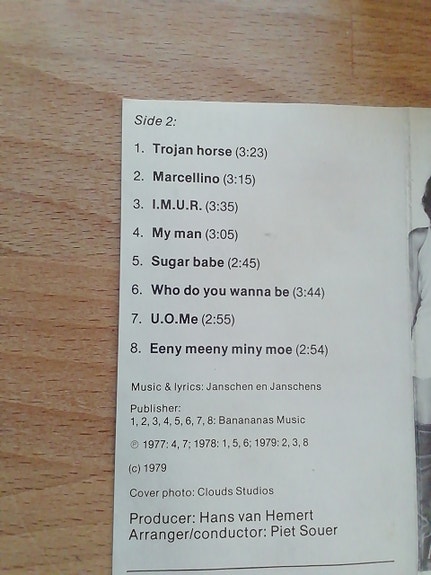 Side 2:
1. Trojan horse (3:23)
2. Marcellino (3:15)
3. I.M.U.R. (3:35)
4. My man (3:05)
5. Sugar babe (2:45)
6. Who do you wanna be (3:44)
7. U.O.Me (2:55)
8. Eeny meeny miny moe (2:54)
Music & lyrics: Janschen en Janschens
Publisher:
1, 2, 3, 4, 5, 6, 7, 8: Banananas Music
℗ 1977: 4, 7; 1978: 1, 5, 6; 1979: 2, 3, 8
(c) 1979
Cover photo: Clouds Studios
Producer: Hans van Hemert
Arranger/conductor: Piet Souer